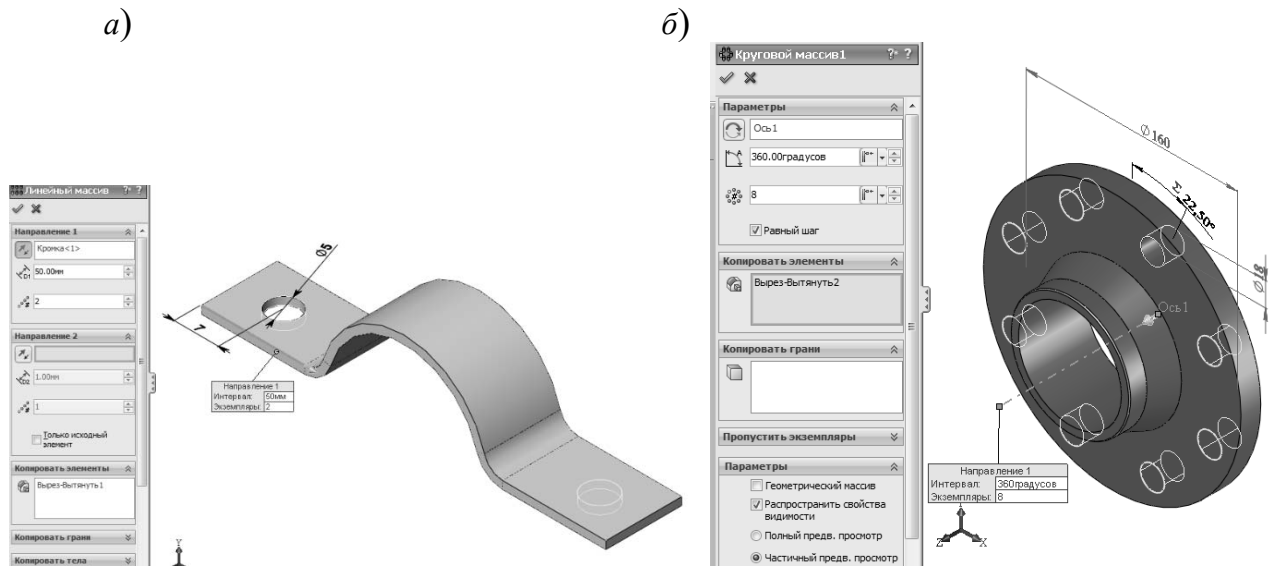 а)
Линейный массив ? ?
Направление 1
Кромка<1>
D1 50.00мм
2
Направление 2
D2 1.00мм
1
Только исходный
элемент
Копировать элементы
Вырез-Вытянуть1
Копировать грани
Копировать тела
Ø5
7
Направление 1
Интервал: 50мм
Экземпляры: 2
Y
б)
Круговой массив1 ? ?
Параметры
Ось1
360.00градусов
8
Равный шаг
Копировать элементы
Вырез-Вытянуть2
Копировать грани
Пропустить экземпляры
Параметры
Геометрический массив
Распространить свойства
видимости
Полный предв. просмотр
Частичный предв. просмотр
Ø160
Σ 22,50°
Ø18
Ось1
Направление 1
Интервал: 360градусов
Экземпляры: 8
Y
Z X